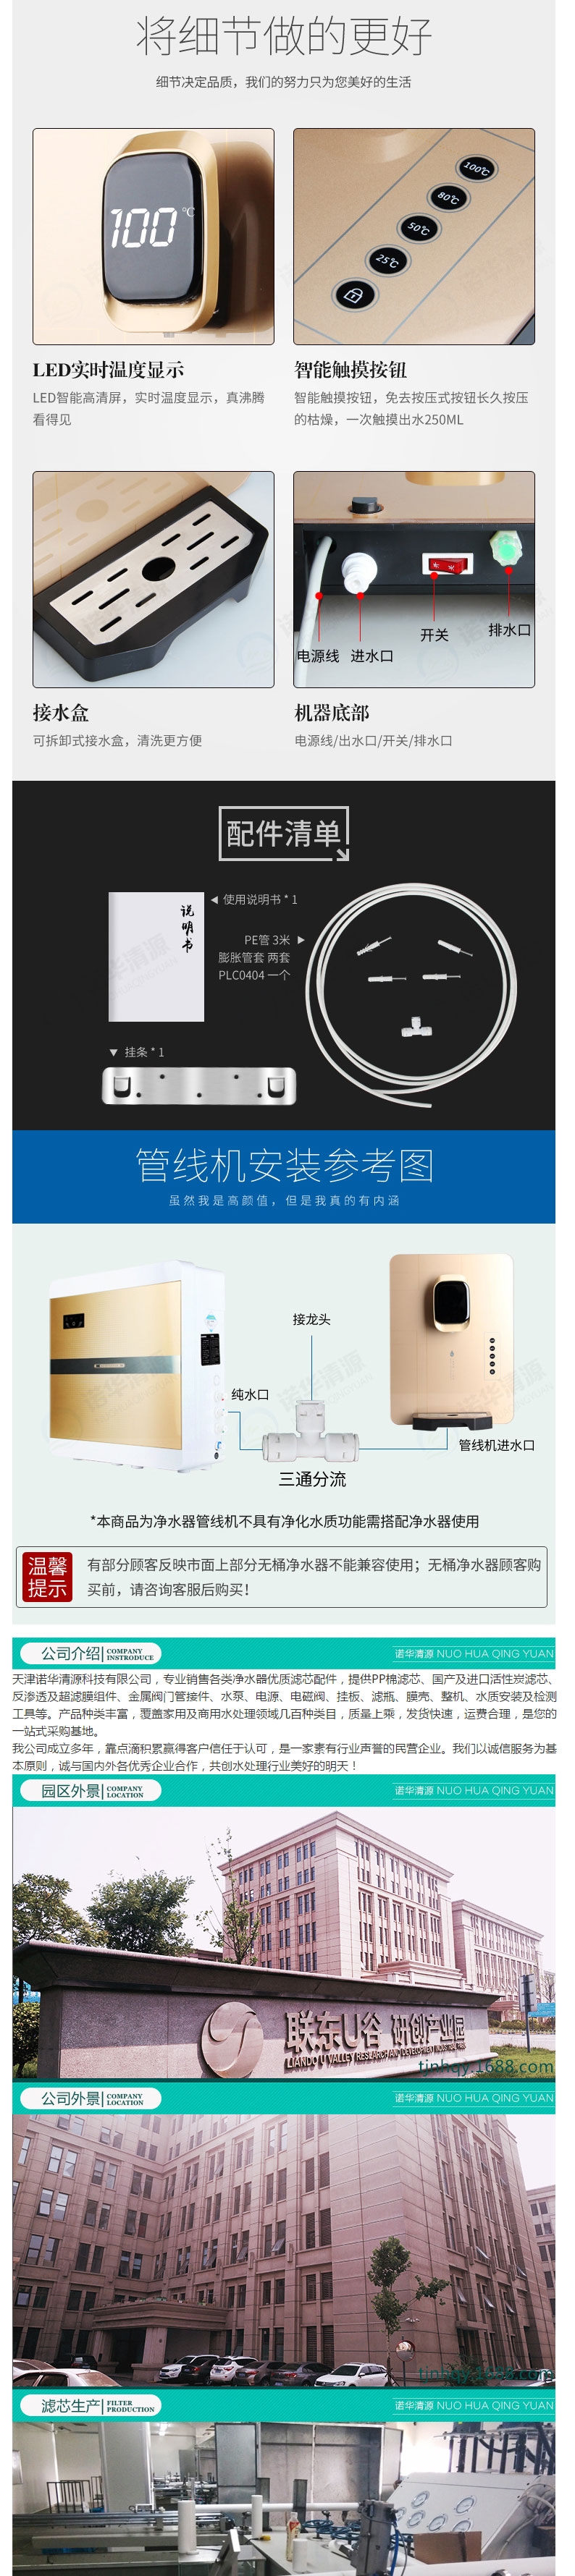 将细节做的更好
细节决定品质，我们的努力只为您美好的生活
100℃
100℃
80℃
50℃
25℃
LED实时温度显示
LED智能高清屏，实时温度显示，真沸腾
看得见
智能触摸按钮
智能触摸按钮，免去按压式按钮长久按压
的枯燥，一次触摸出水250ML
电源线
进水口
开关
排水口
接水盒
可拆卸式接水盒，清洗更方便
机器底部
电源线/出水口/开关/排水口
配件清单
说明书
使用说明书 * 1
PE管 3米
膨胀管套 两套
PLC0404 一个
挂条 * 1
管线机安装参考图
虽然我是高颜值，但是我真的有内涵
接龙头
纯水口
管线机进水口
三通分流
*本商品为净水器管线机不具有净化水质功能需搭配净水器使用
温馨
提示
有部分顾客反映市面上部分无桶净水器不能兼容使用；无桶净水器顾客购
买前，请咨询客服后购买！
公司介绍 COMPANY INSTRODUCE
诺华清源 NUO HUA QING YUAN
天津诺华清源科技有限公司，专业销售各类净水器优质滤芯配件，提供PP棉滤芯、国产及进口活性炭滤芯、
反渗透及超滤膜组件、金属阀门管接件、水泵、电源、电磁阀、挂板、滤瓶、膜壳、整机、水质安装及检测
工具等。产品种类丰富，覆盖家用及商用水处理领域几百种类目，质量上乘，发货快速，运费合理，是您的
一站式采购基地。
我公司成立多年，靠点滴积累赢得客户信任于认可，是一家素有行业声誉的民营企业。我们以诚信服务为基
本原则，诚与国内外各优秀企业合作，共创水处理行业美好的明天！
园区外景 COMPANY LOCATION
诺华清源 NUO HUA QING YUAN
联东U谷 研创产业园
LIANDO U VALLEY RESEARCH AND DEVELOPMENT INDUSTRIAL PARK
tjnhqy.1688.com
公司外景 COMPANY LOCATION
诺华清源 NUO HUA QING YUAN
tjnhqy.1688.com
滤芯生产 FILTER PRODUCTION
诺华清源 NUO HUA QING YUAN